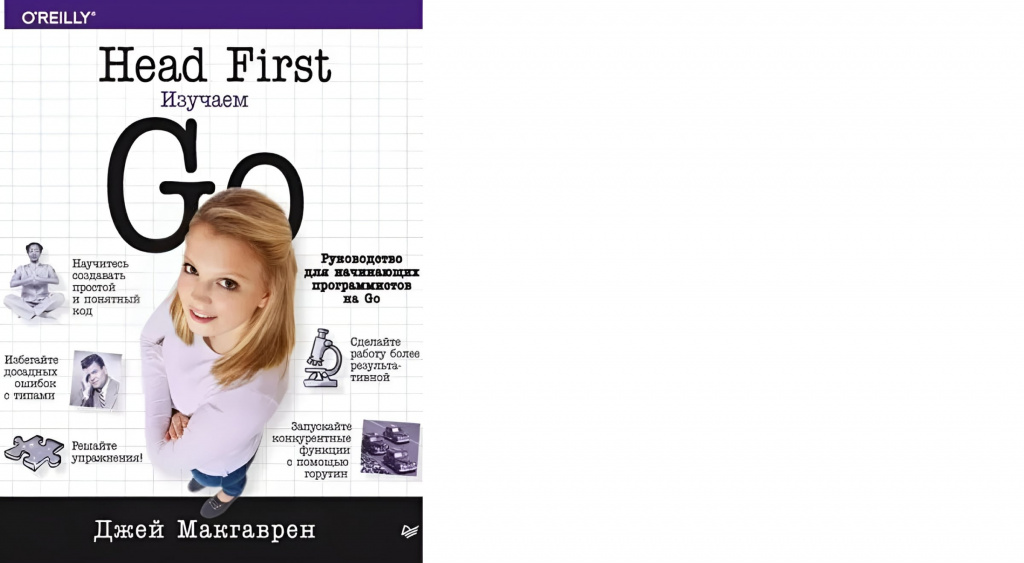 O'REILLY®
Head First
Изучаем
Go
Научитесь
создавать
простой
и понятный
код
Руководство
для начинающих
программистов
на Go
Избегайте
досадных
ошибок
с типами
Сделайте
работу более
результа-
тивной
Решайте
упражнения!
Запускайте
конкурентные
функции
с помощью
горутин
Джей Макгаврен